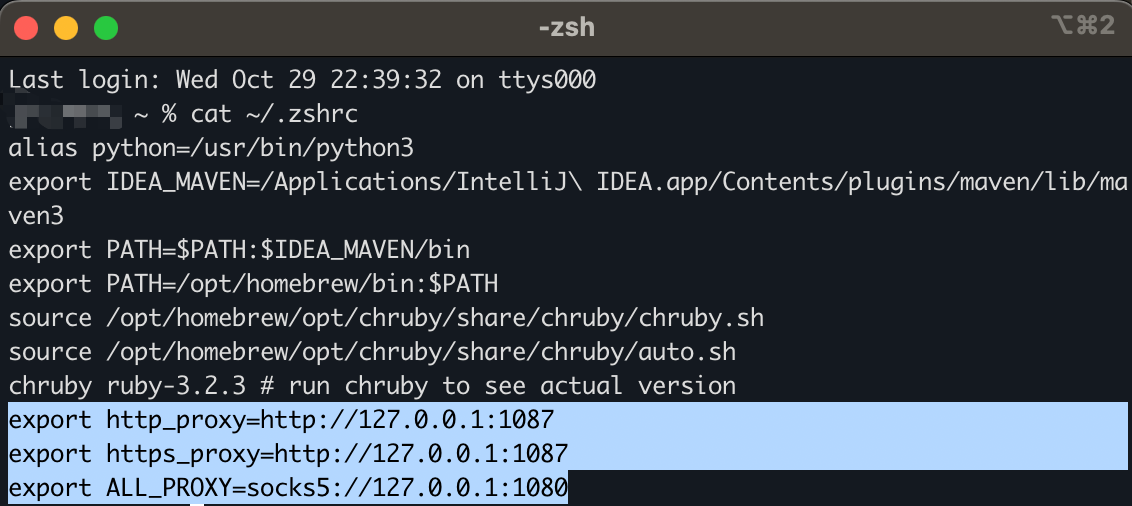 -zsh
⌥⌘2
Last login: Wed Oct 29 22:39:32 on ttys000
~ % cat ~/.zshrc
alias python=/usr/bin/python3
export IDEA_MAVEN=/Applications/IntelliJ\ IDEA.app/Contents/plugins/maven/lib/ma
ven3
export PATH=$PATH:$IDEA_MAVEN/bin
export PATH=/opt/homebrew/bin:$PATH
source /opt/homebrew/opt/chruby/share/chruby/chruby.sh
source /opt/homebrew/opt/chruby/share/chruby/auto.sh
chruby ruby-3.2.3 # run chruby to see actual version
export http_proxy=http://127.0.0.1:1087
export https_proxy=http://127.0.0.1:1087
export ALL_PROXY=socks5://127.0.0.1:1080